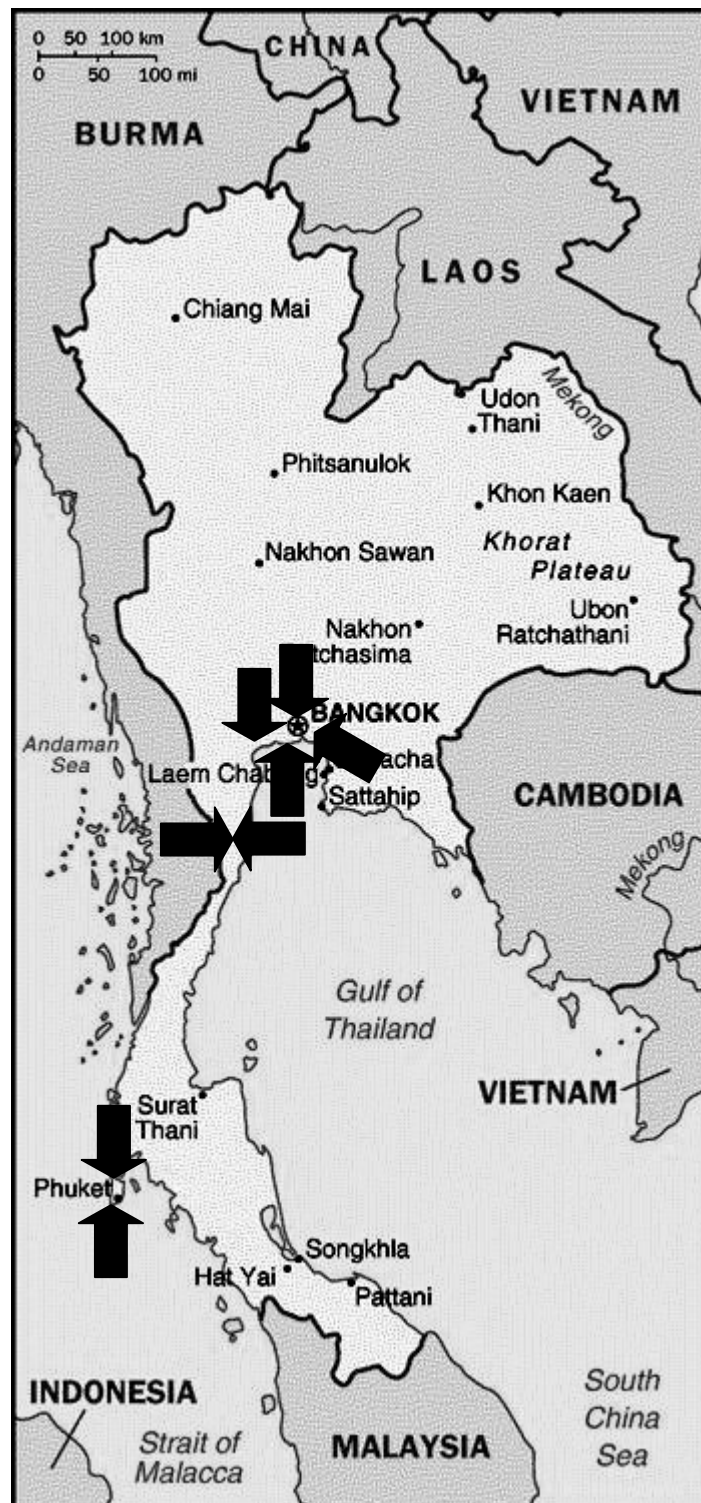 0 50 100 km
0 50 100 mi
CHINA
VIETNAM
BURMA
LAOS
Chiang Mai
Mekong
Udon
Thani
Phitsanulok
Khon Kaen
Nakhon Sawan
Khorat
Plateau
Ubon
Ratchathani
Nakhon
BANGKOK
Andaman
Sea
Laem
Sattahip
CAMBODIA
Mekong
Gulf of
Thailand
VIETNAM
Surat
Thani
Phuket
Songkhla
Hat Yai
Pattani
INDONESIA
South
China
Sea
Strait of
Malacca
MALAYSIA